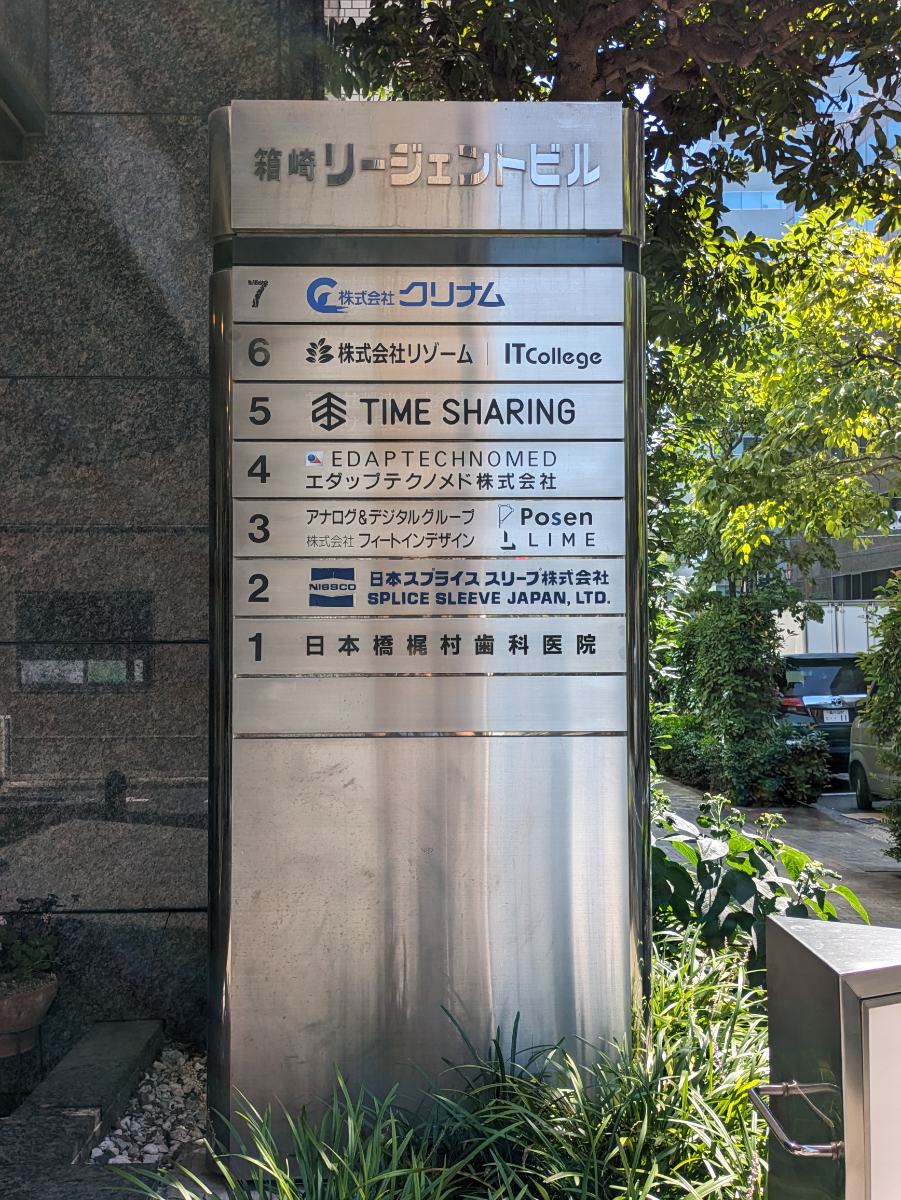 箱崎リージェントビル
7 株式会社クリナム
6 株式会社リゾーム | ITCollege
5 TIME SHARING
4 EDAPTECHNOMED
エダップテクノメド株式会社
3 アナログ&デジタルグループ Posen
株式会社フィートインデザイン LIME
2 NISSCO 日本スプライス スリーブ株式会社
SPLICE SLEEVE JAPAN, LTD.
1 日本橋梶村歯科医院